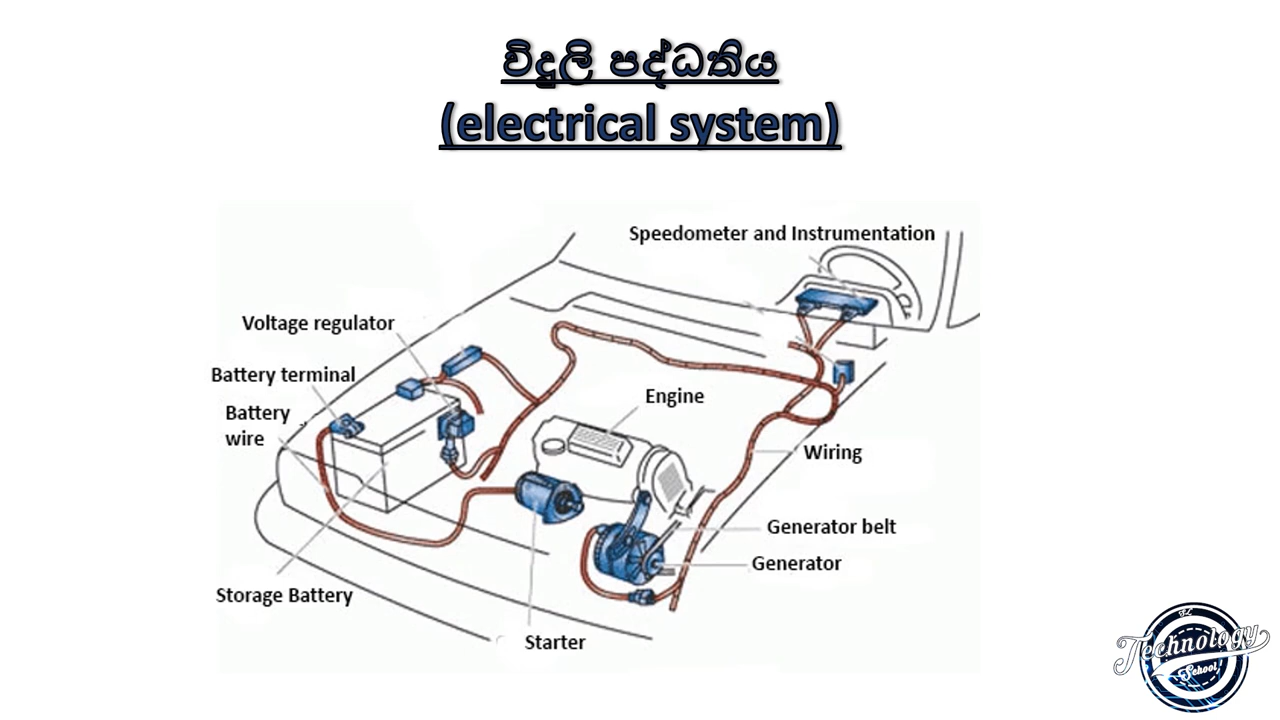 විදුලි පද්ධතිය
(electrical system)
Speedometer and Instrumentation
Voltage regulator
Battery terminal
Battery
wire
Engine
Wiring
Generator belt
Generator
Storage Battery
Starter
Technology
School